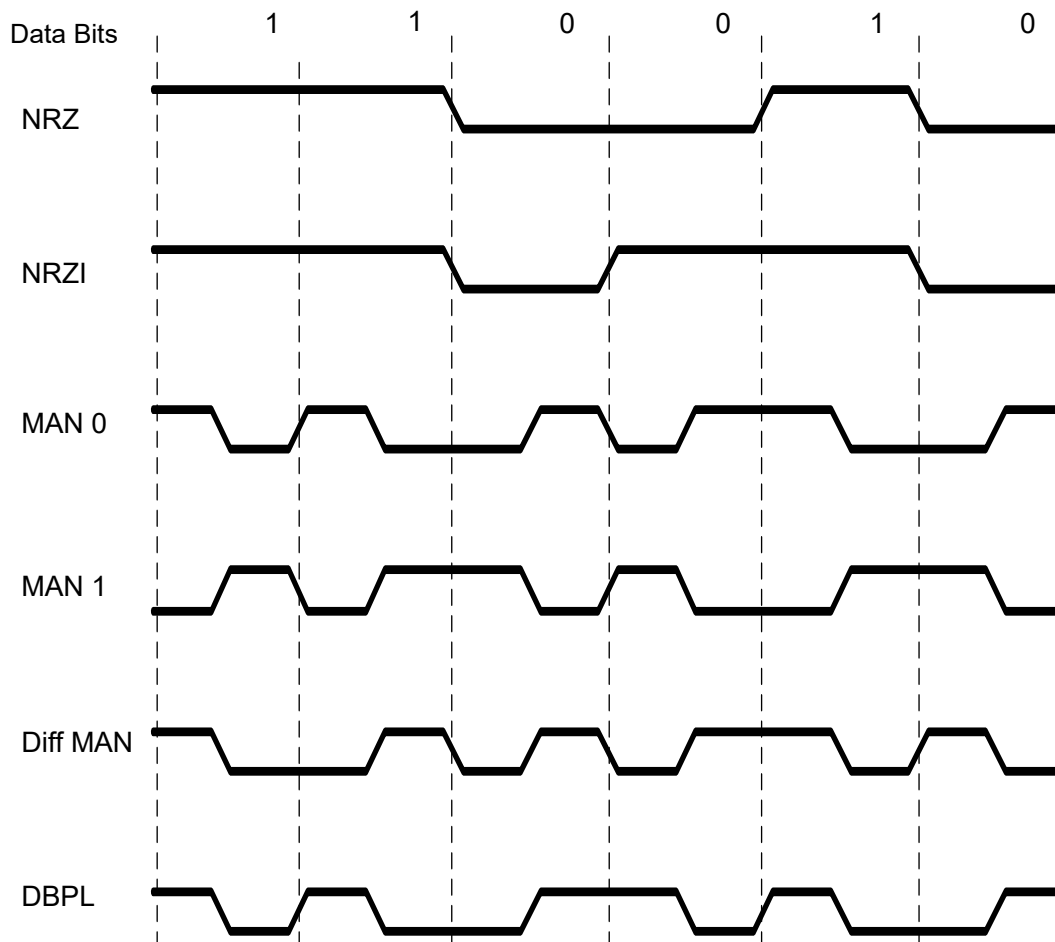 Data Bits 1 1 0 0 1 0
NRZ
NRZI
MAN 0
MAN 1
Diff MAN
DBPL